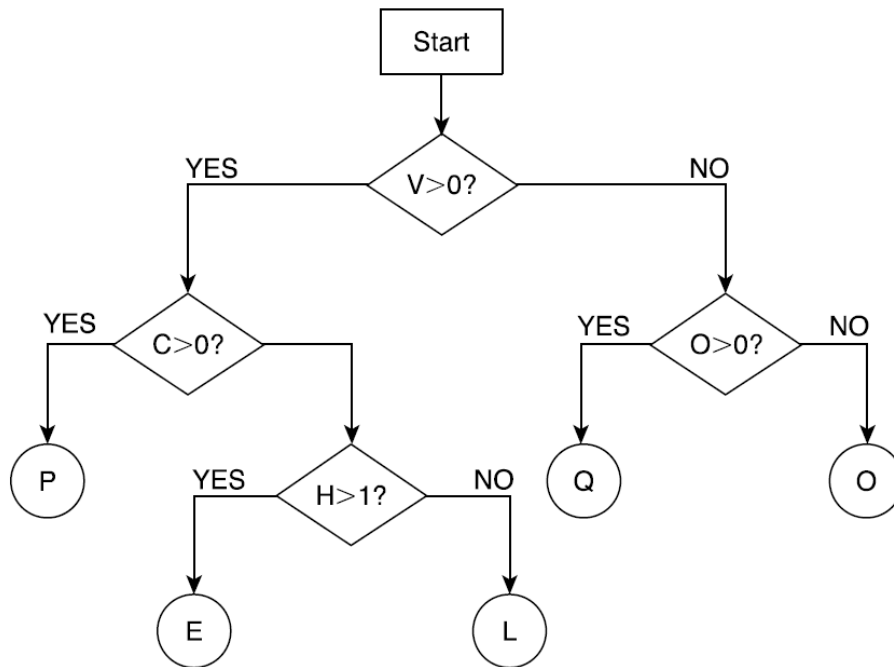 Start
V>0?
YES
NO
C>0?
YES
O>0?
YES
NO
P
H>1?
YES
NO
Q
O
E
L